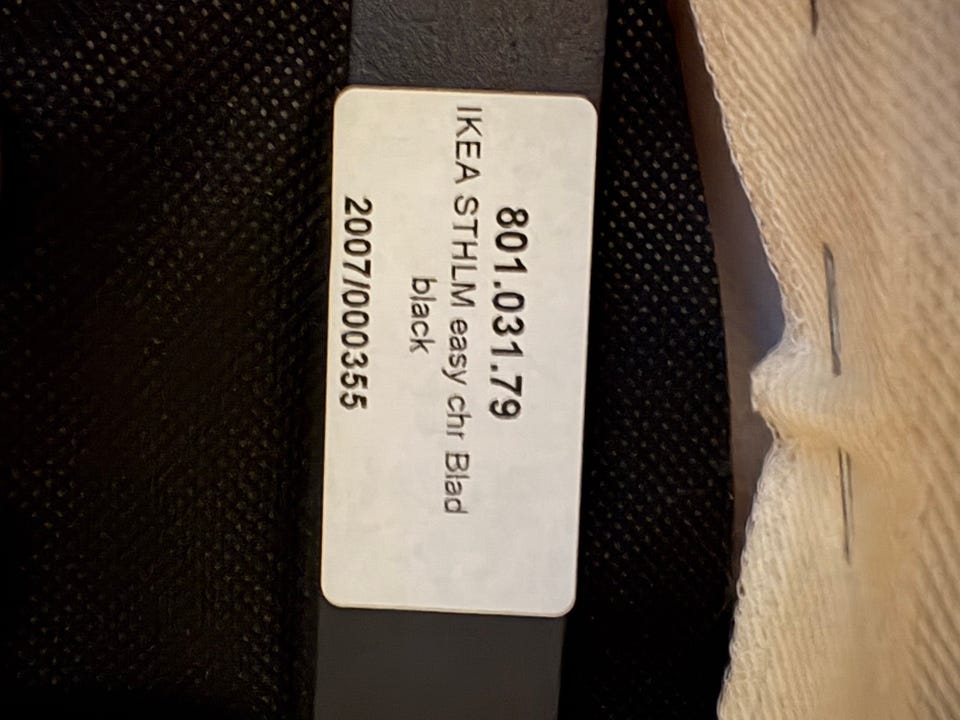 801.031.79
IKEA STHLM easy chr Blad
black
2007/000355